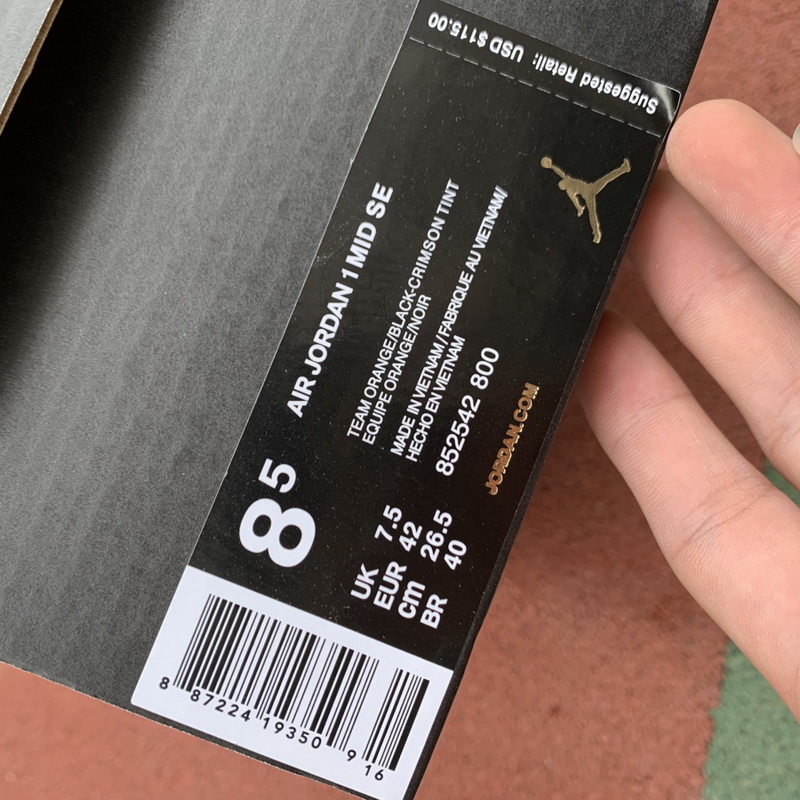 Suggested Retail: USD $115.00
AIR JORDAN 1 MID SE
TEAM ORANGE/BLACK-CRIMSON TINT
EQUIPE ORANGE/NOIR
MADE IN VIETNAM / FABRIQUE AU VIETNAM/
HECHO EN VIETNAM
852542 800
JORDAN.COM
8 5
UK 7.5
EUR 42
cm 26.5
BR 40
8 87224 19350 9 16